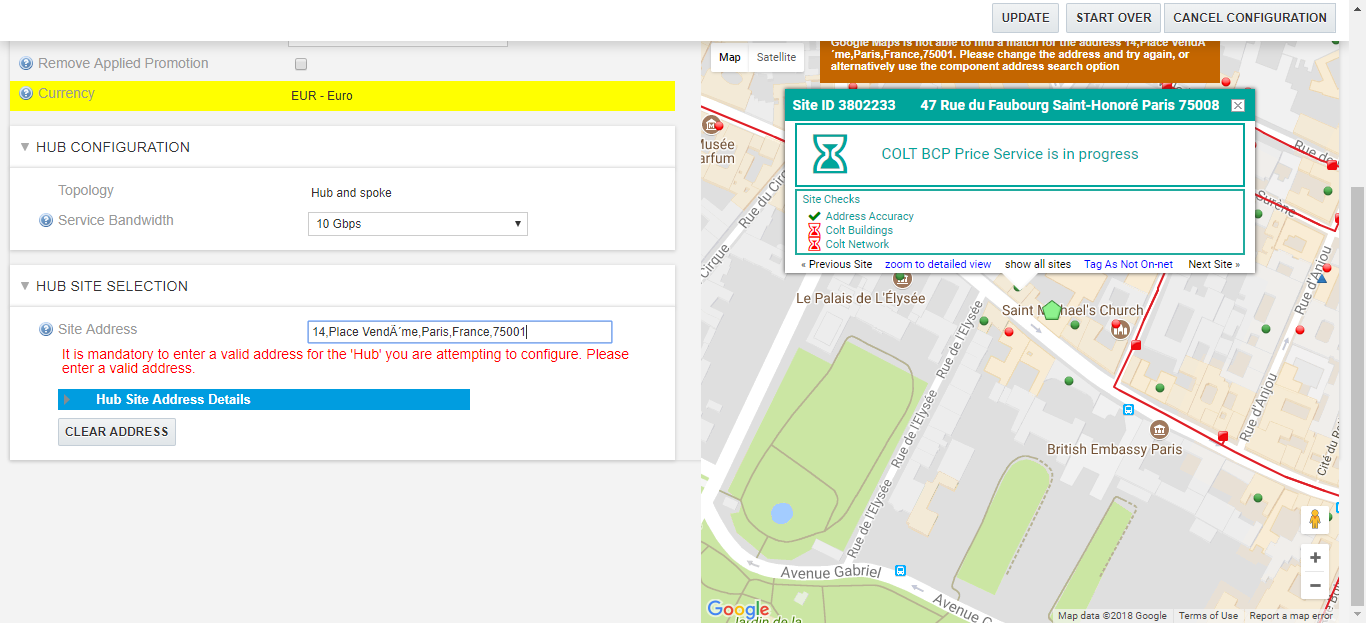 UPDATE
START OVER
CANCEL CONFIGURATION
Remove Applied Promotion
Currency
EUR - Euro
HUB CONFIGURATION
Topology
Hub and spoke
Service Bandwidth
10 Gbps
HUB SITE SELECTION
Site Address
14,Place VendÃ´me,Paris,France,75001
It is mandatory to enter a valid address for the 'Hub' you are attempting to configure. Please
enter a valid address.
Hub Site Address Details
CLEAR ADDRESS
Map
Satellite
Google Maps is not able to find a match for the address 14,Place VendÃ
´me,Paris,France,75001. Please change the address and try again, or
alternatively use the component address search option
Site ID 3802233
47 Rue du Faubourg Saint-Honoré Paris 75008
COLT BCP Price Service is in progress
Site Checks
Address Accuracy
Colt Buildings
Colt Network
« Previous Site
zoom to detailed view
show all sites
Tag As Not On-net
Next Site »
Musée
arfum
Rue du Cirq
Cirque
Rue de
Surène
Rue d'Anjou
Le Palais de L'Élysée
Saint M hael's Church
Rue de l'Elysée
Rue de l'Elysée
Rue de l'Elysée
Rue d'Anjou
British Embassy Paris
Cité du
Avenue Gabriel
Avenue G
Google
Jardin de la
Map data ©2018 Google
Terms of Use
Report a map error